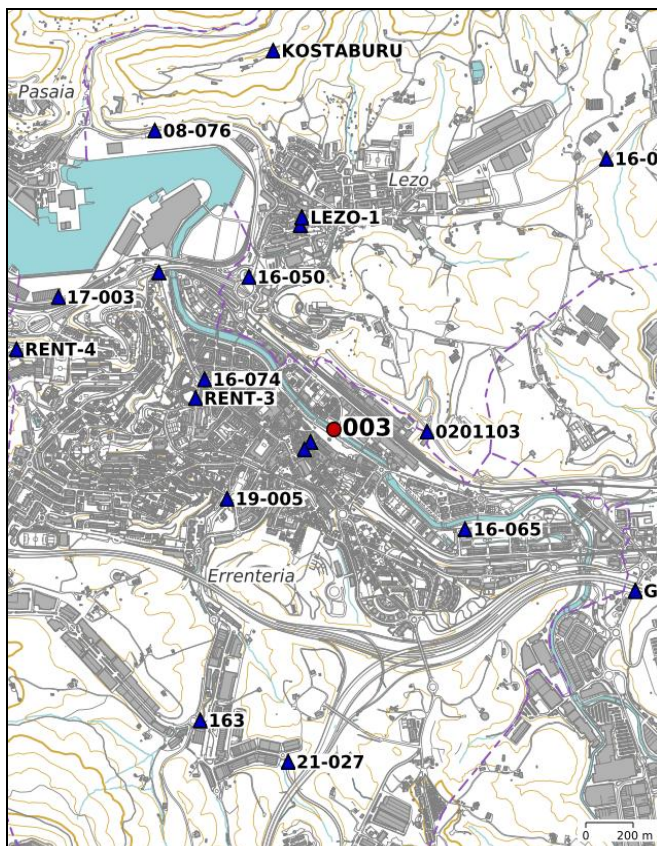 KOSTABURU
Pasaia
08-076
16-0
Lezo
LEZO-1
16-050
17-003
RENT-4
16-074
RENT-3
003
0201103
19-005
16-065
Errenteria
G
163
21-027
0 200 m